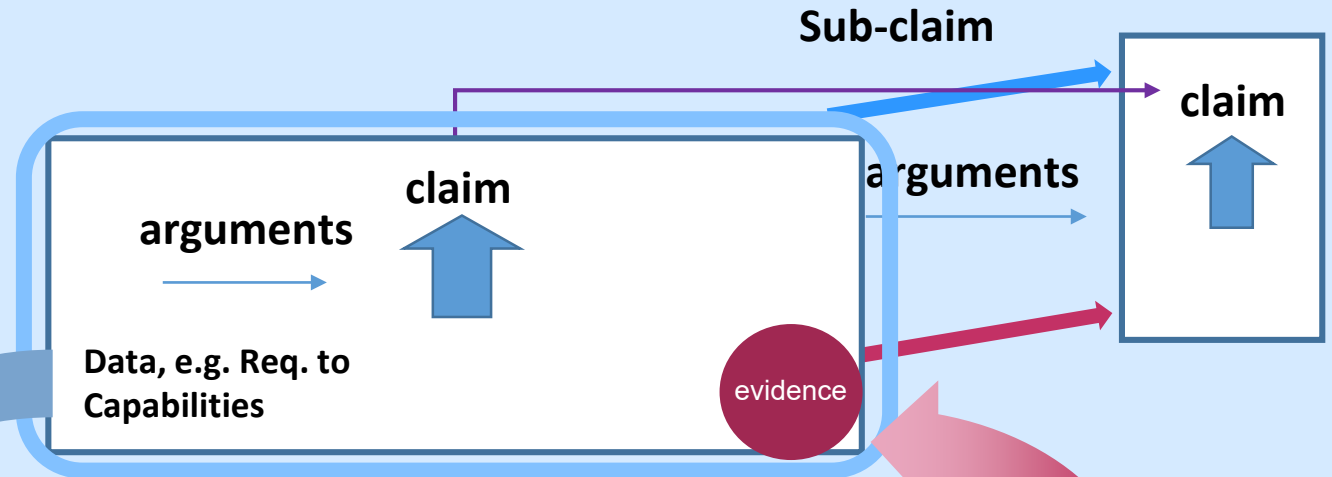 Sub-claim
claim
arguments
claim
arguments
Data, e.g. Req. to
Capabilities
evidence